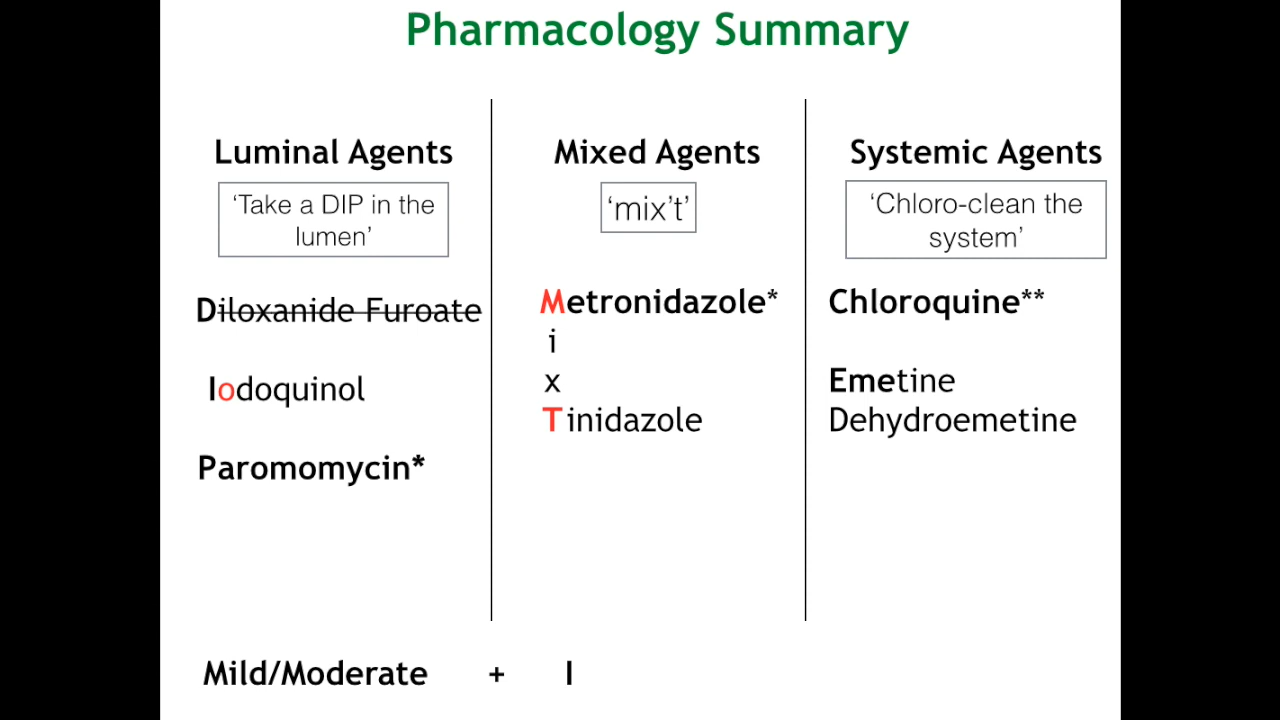 Pharmacology Summary
Luminal Agents
'Take a DIP in the
lumen'
Diloxanide Furoate
Iodoquinol
Paromomycin*
Mixed Agents
'mix't'
Metronidazole*
i
x
Tinidazole
Systemic Agents
'Chloro-clean the
system'
Chloroquine**
Emetine
Dehydroemetine
Mild/Moderate + I